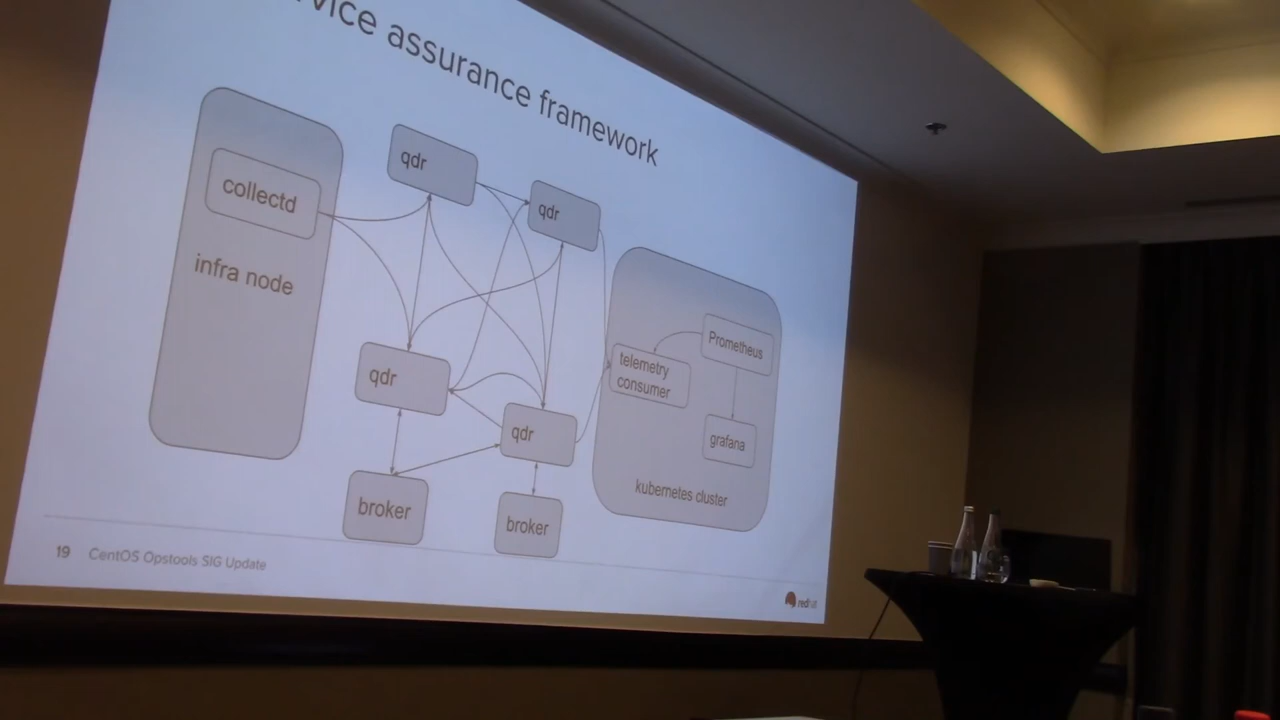 vice assurance framework
qdr
qdr
collectd
infra node
Prometheus
telemetry
consumer
qdr
qdr
grafana
kubernetes cluster
broker
broker
19 CentOS Opstools SIG Update
redhat